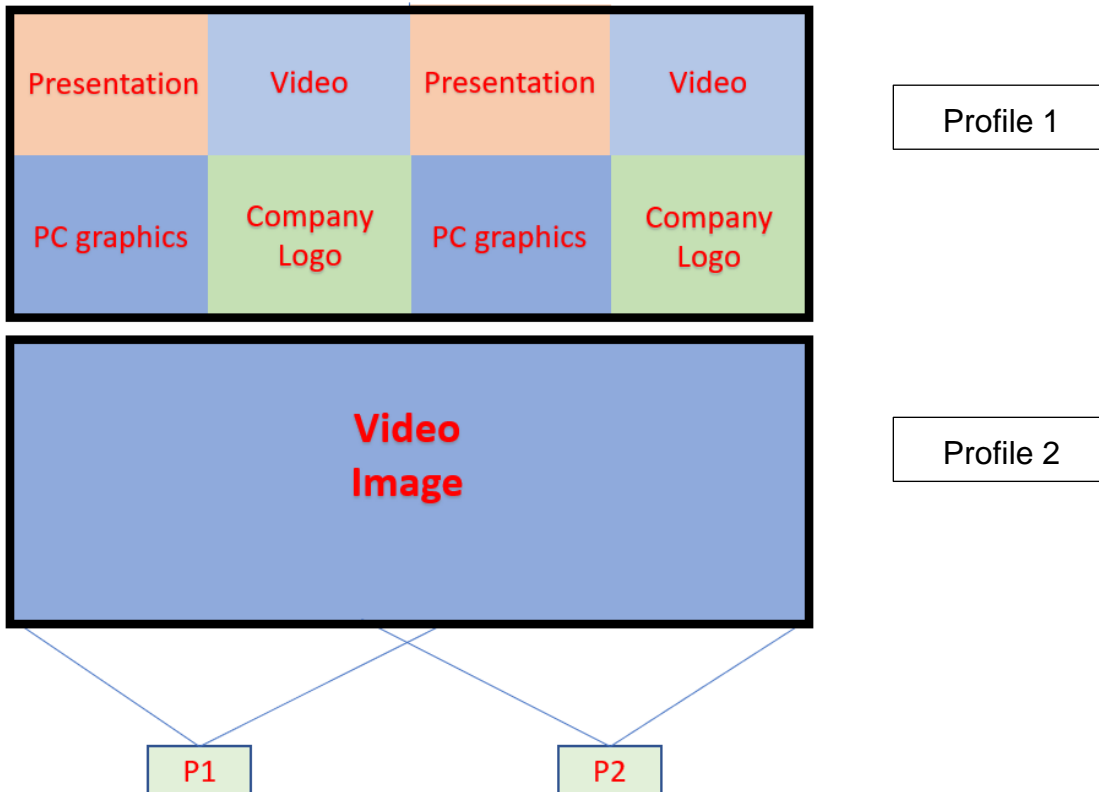 Presentation
Video
Presentation
Video
Profile 1
PC graphics
Company
Logo
PC graphics
Company
Logo
Video
Image
Profile 2
P1
P2